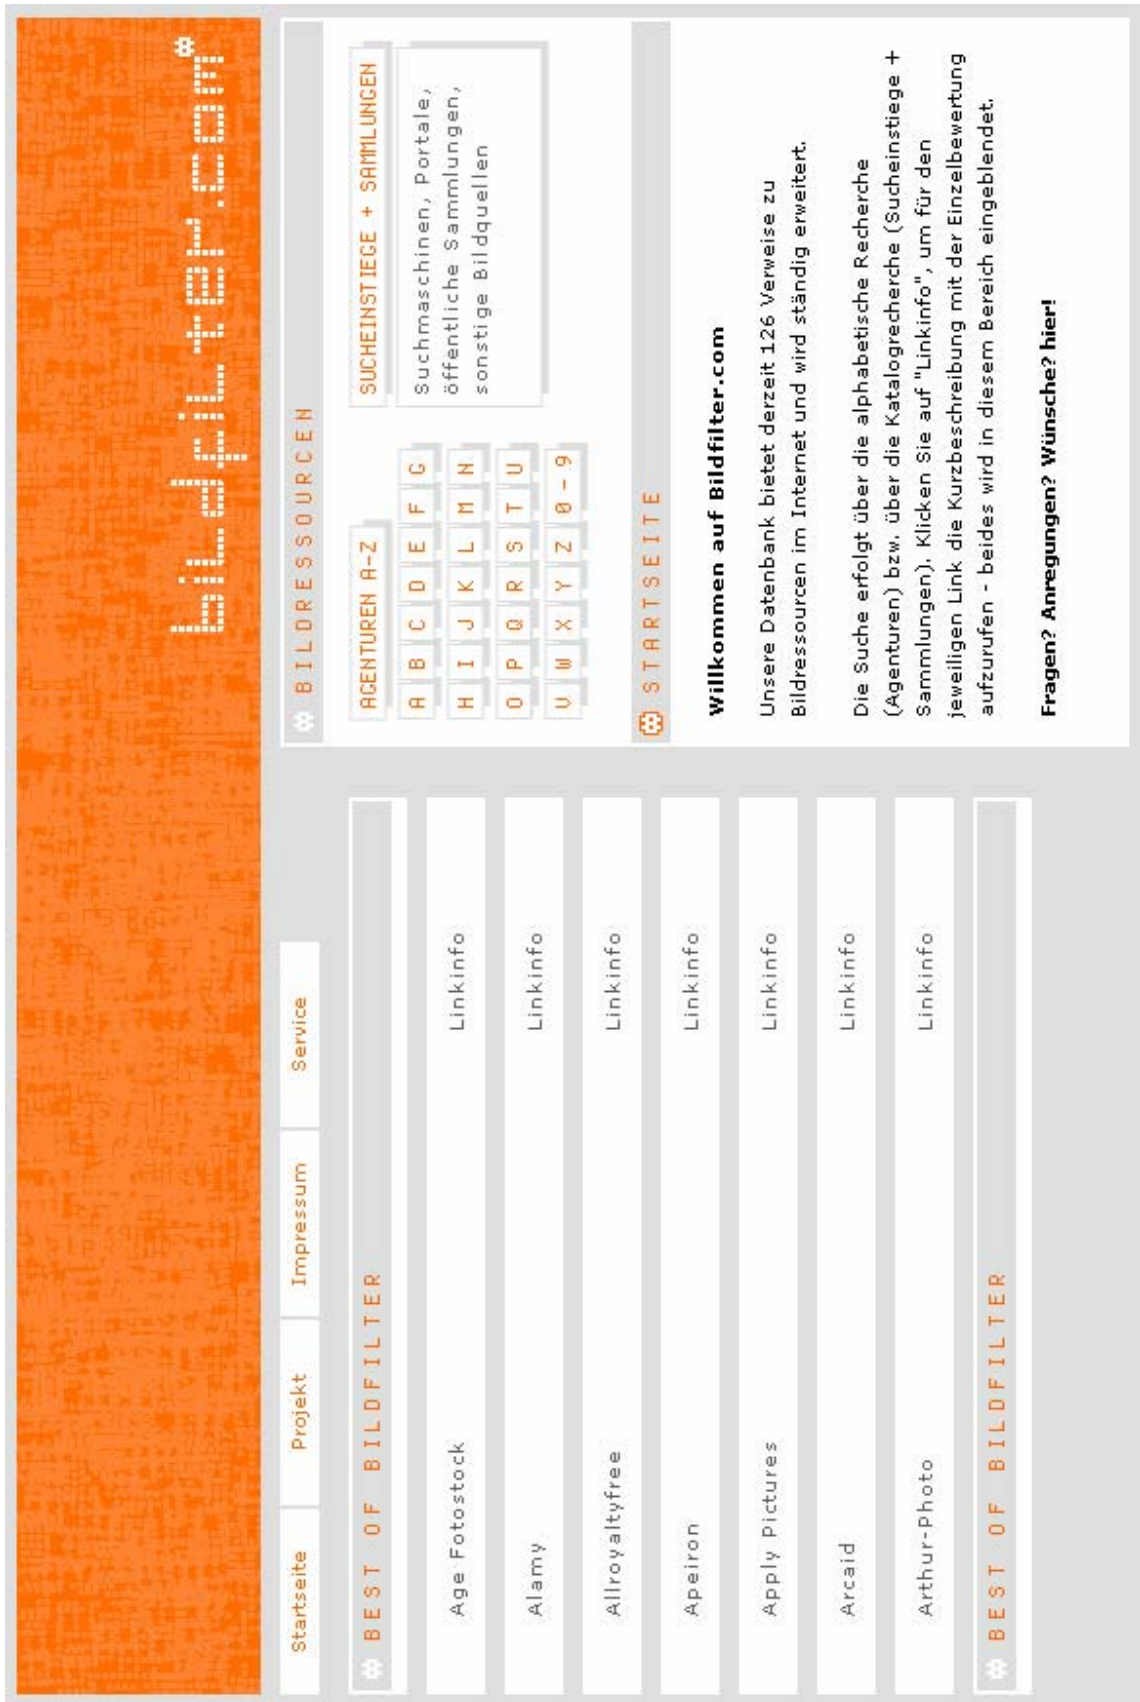 bildfilter.com
Startseite
Projekt
Impressum
Service
BEST OF BILDFILTER
Age Fotostock Linkinfo
Alamy Linkinfo
Allroyaltyfree Linkinfo
Apeiron Linkinfo
Apply Pictures Linkinfo
Arcaid Linkinfo
Arthur-Photo Linkinfo
BEST OF BILDFILTER
BILDRESSOURCEN
AGENTUREN A-Z
A B C D E F G
H I J K L M N
O P Q R S T U
V W X Y Z 0-9
SUCHEINSTIEGE + SAMMLUNGEN
Suchmaschinen, Portale,
öffentliche Sammlungen,
sonstige Bildquellen
STARTSEITE
Willkommen auf Bildfilter.com
Unsere Datenbank bietet derzeit 126 Verweise zu
Bildressourcen im Internet und wird ständig erweitert.
Die Suche erfolgt über die alphabetische Recherche
(Agenturen) bzw. über die Katalogrecherche (Sucheinstiege +
Sammlungen). Klicken Sie auf "Linkinfo", um für den
jeweiligen Link die Kurzbeschreibung mit der Einzelbewertung
aufzurufen - beides wird in diesem Bereich eingeblendet.
Fragen? Anregungen? Wünsche? hier!